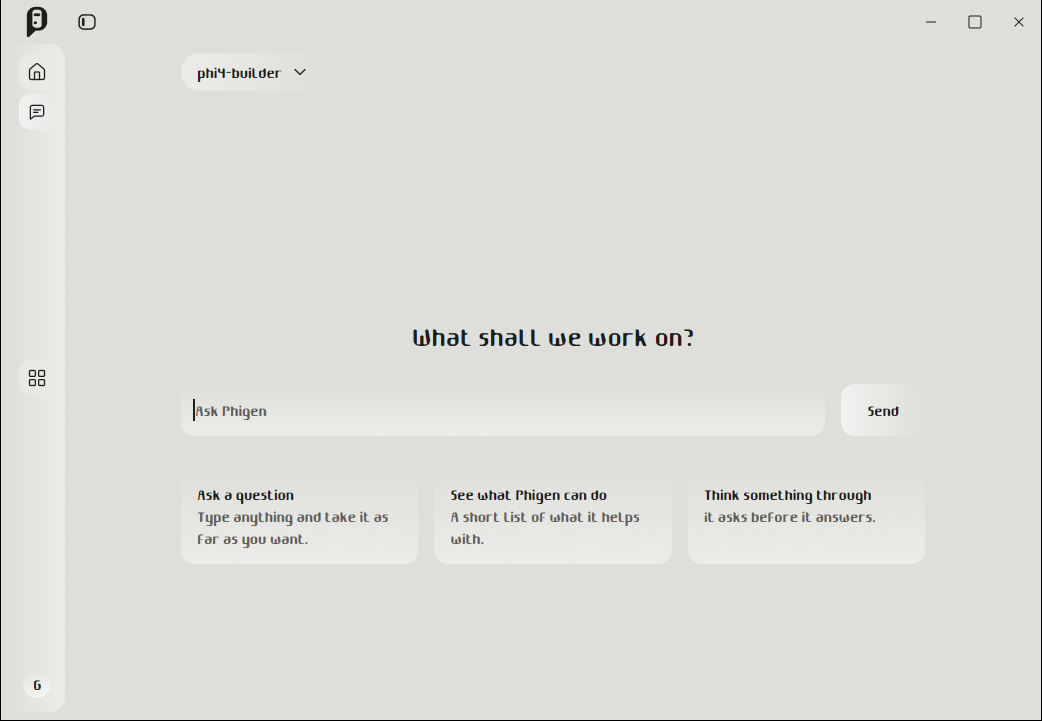 phi4-builder
What shall we work on?
Ask Phigen
Send
Ask a question
Type anything and take it as
far as you want.
See what Phigen can do
A short list of what it helps
with.
Think something through
it asks before it answers.
G